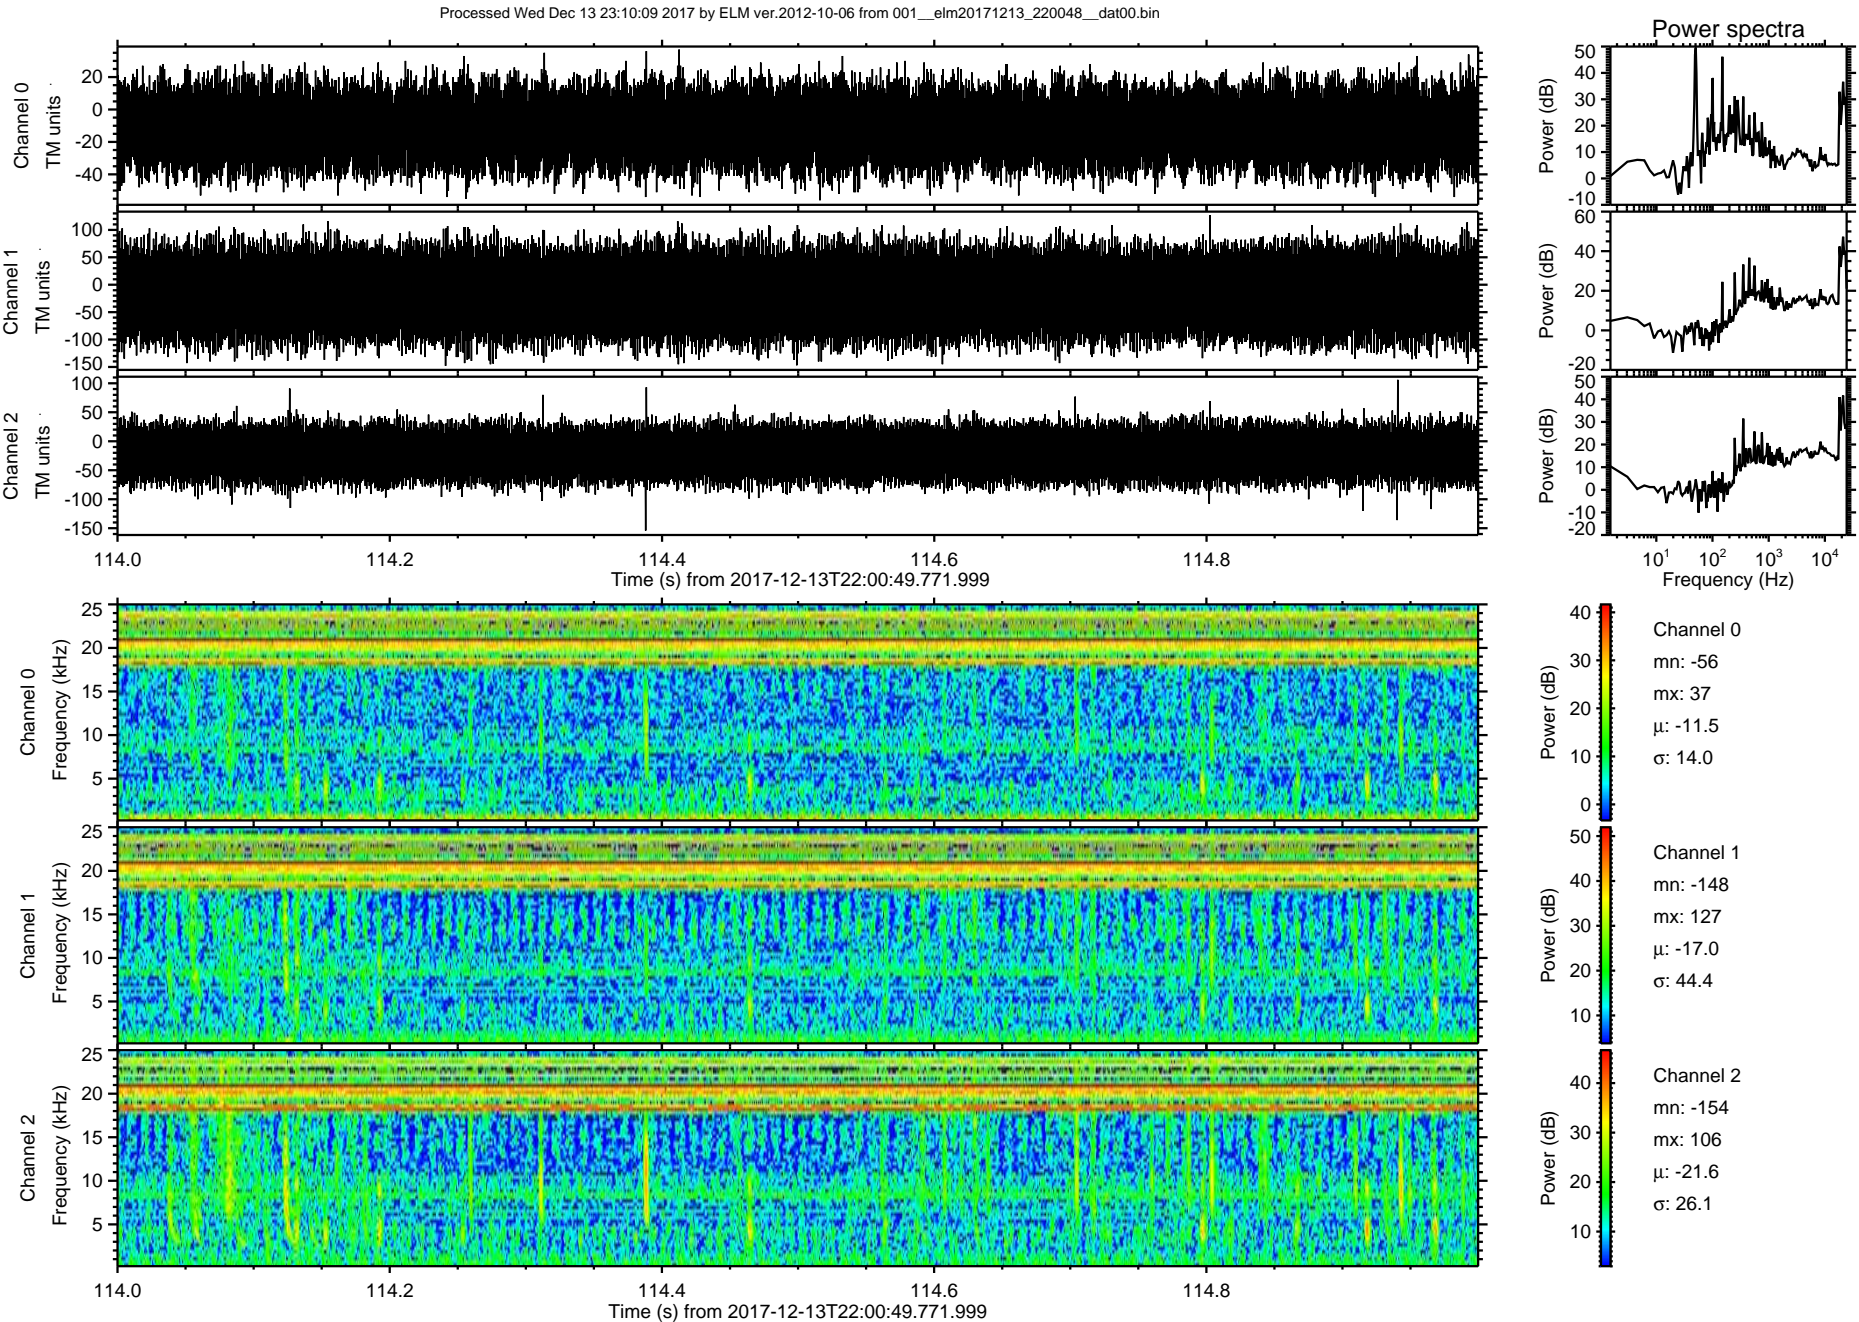 Processed Wed Dec 13 23:10:09 2017 by ELM ver.2012-10-06 from 001__elm20171213_220048__dat00.bin
Power spectra
Channel 0
TM units
20
0
-20
-40
Power (dB)
50
40
30
20
10
0
-10
Channel 1
TM units
100
50
0
-50
-100
-150
Power (dB)
60
40
20
0
-20
Channel 2
TM units
100
50
0
-50
-100
-150
Power (dB)
50
40
30
20
10
0
-10
-20
114.0 114.2 114.4 114.6 114.8
Time (s) from 2017-12-13T22:00:49.771.999
10¹ 10² 10³ 10⁴
Frequency (Hz)
Channel 0
Frequency (kHz)
25
20
15
10
5
Power (dB)
40
30
20
10
0
Channel 0
mn: -56
mx: 37
μ: -11.5
σ: 14.0
Channel 1
Frequency (kHz)
25
20
15
10
5
Power (dB)
50
40
30
20
10
Channel 1
mn: -148
mx: 127
μ: -17.0
σ: 44.4
Channel 2
Frequency (kHz)
25
20
15
10
5
Power (dB)
40
30
20
10
Channel 2
mn: -154
mx: 106
μ: -21.6
σ: 26.1
114.0 114.2 114.4 114.6 114.8
Time (s) from 2017-12-13T22:00:49.771.999